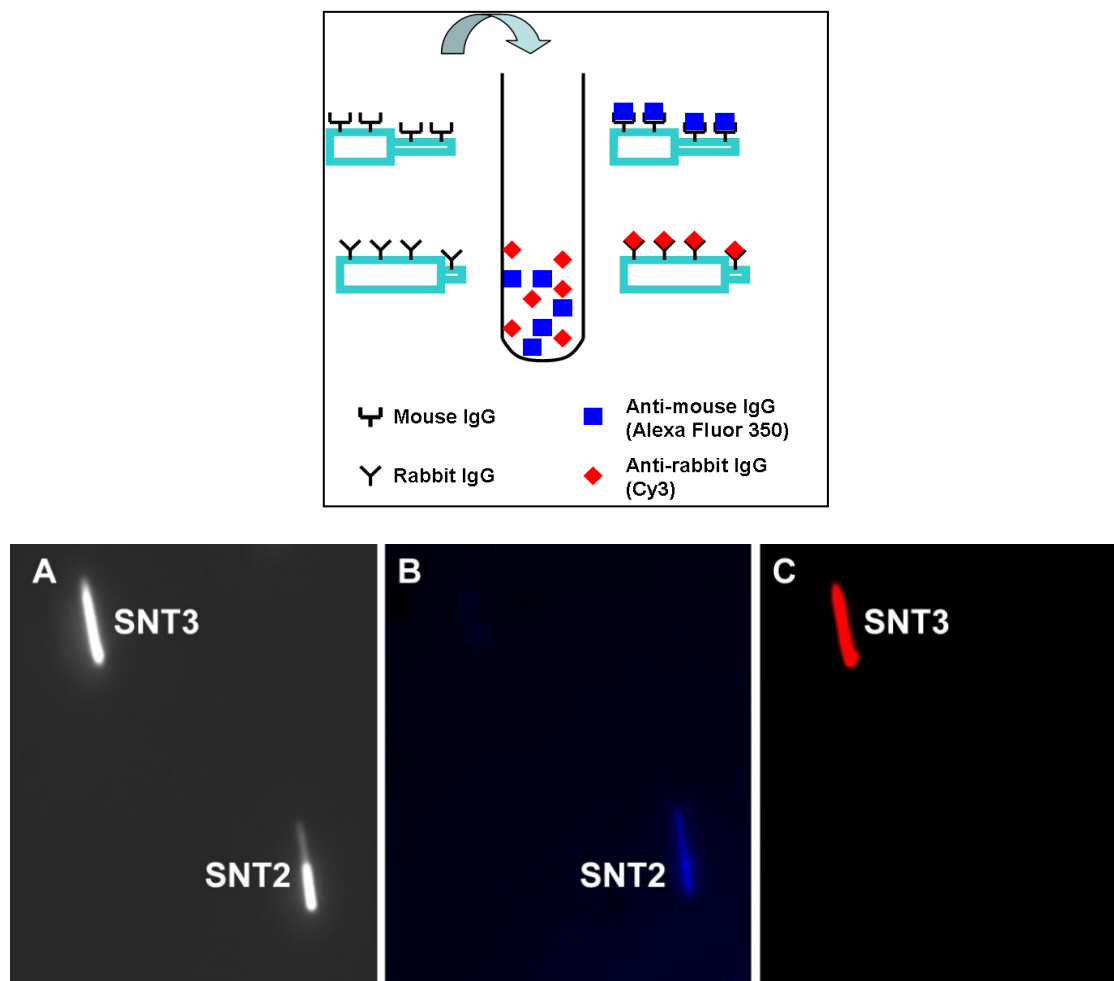 Mouse IgG
Anti-mouse IgG
(Alexa Fluor 350)
Rabbit IgG
Anti-rabbit IgG
(Cy3)
A
SNT3
SNT2
B
SNT2
C
SNT3